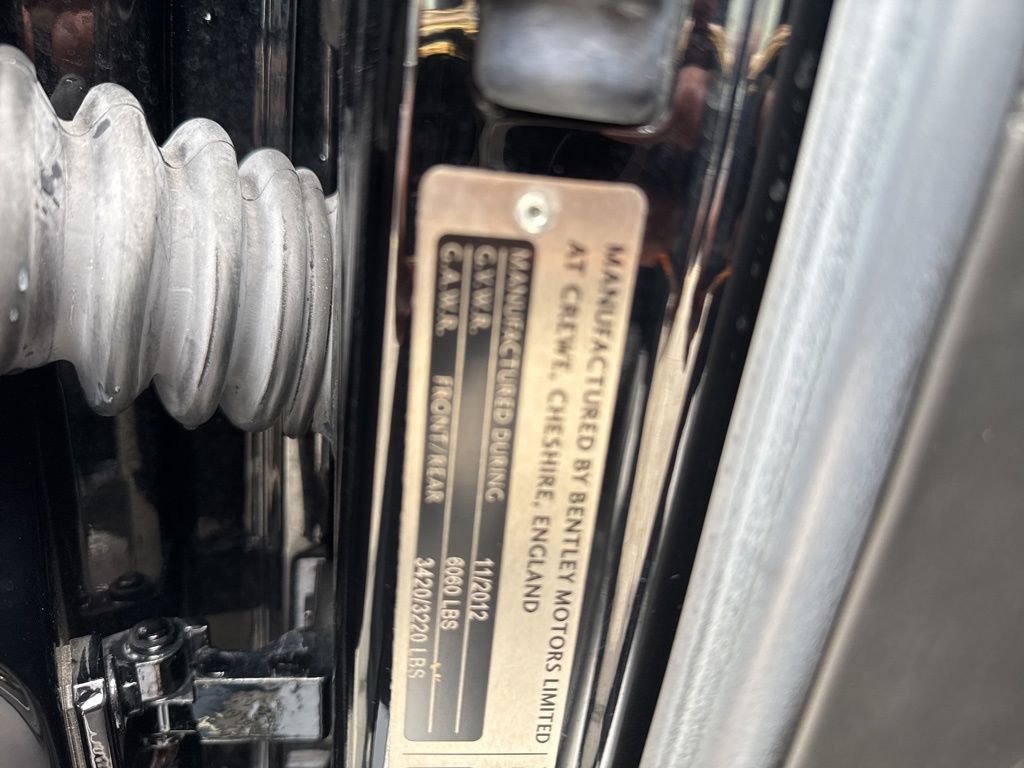 MANUFACTURED BY BENTLEY MOTORS LIMITED
AT CREWE, CHESHIRE, ENGLAND
MANUFACTURED DURING 11/2012
G.V.W.R. 6060 LBS
G.A.W.R. FRONT/REAR 3420/3220 LBS